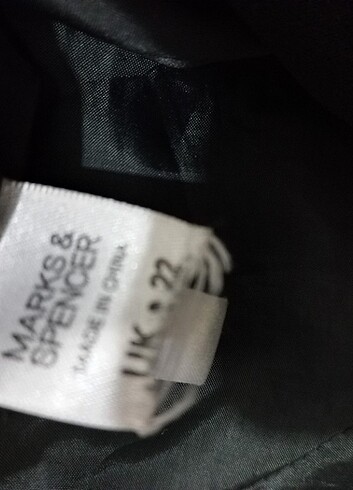 MARKS &
SPENCER
MADE IN CHINA
UK • 22